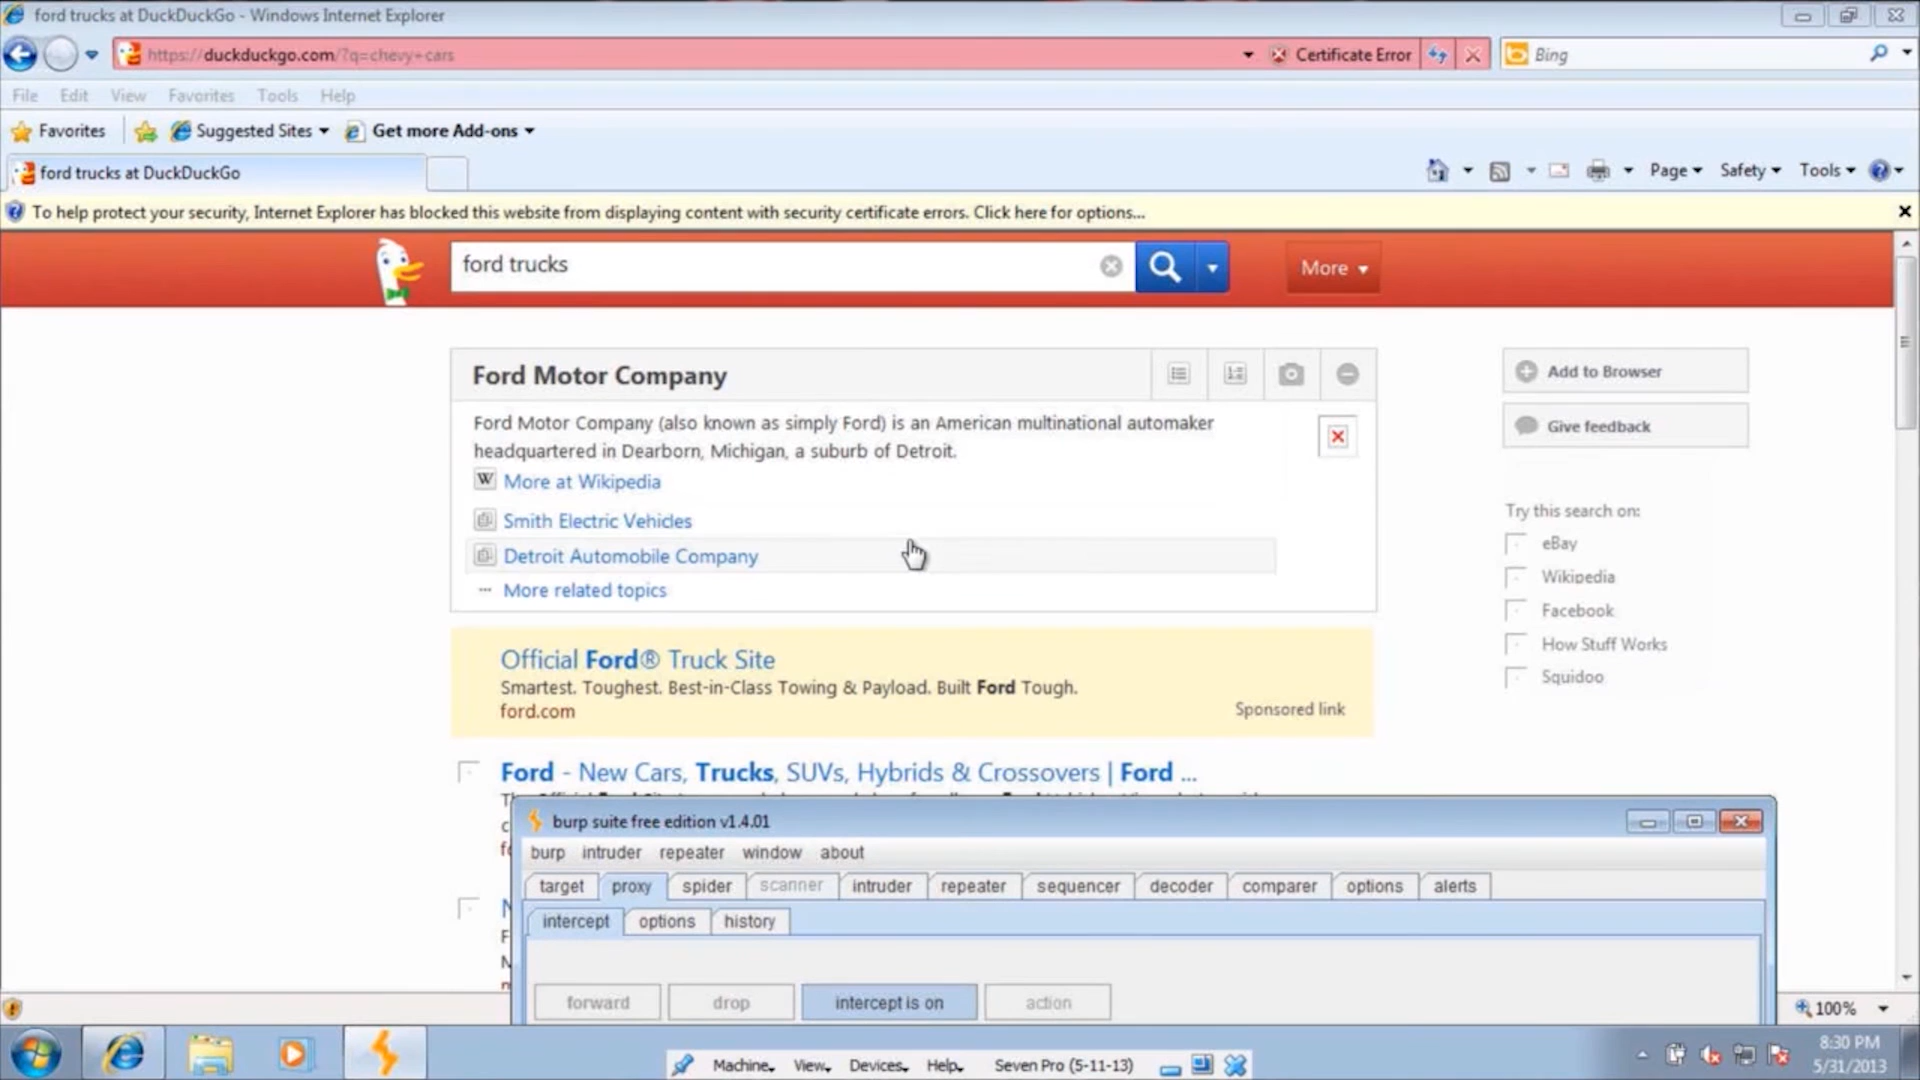 ford trucks at DuckDuckGo - Windows Internet Explorer
https://duckduckgo.com/?q=chevy+cars
Certificate Error
Bing
File Edit View Favorites Tools Help
Favorites
Suggested Sites
Get more Add-ons
ford trucks at DuckDuckGo
Page
Safety
Tools
To help protect your security, Internet Explorer has blocked this website from displaying content with security certificate errors. Click here for options...
ford trucks
More
Ford Motor Company
Ford Motor Company (also known as simply Ford) is an American multinational automaker
headquartered in Dearborn, Michigan, a suburb of Detroit.
W More at Wikipedia
Smith Electric Vehicles
Detroit Automobile Company
More related topics
Add to Browser
Give feedback
Try this search on:
eBay
Wikipedia
Facebook
How Stuff Works
Squidoo
Official Ford® Truck Site
Smartest. Toughest. Best-in-Class Towing & Payload. Built Ford Tough.
ford.com
Sponsored link
Ford - New Cars, Trucks, SUVs, Hybrids & Crossovers | Ford ...
burp suite free edition v1.4.01
burp intruder repeater window about
target proxy spider scanner intruder repeater sequencer decoder comparer options alerts
intercept options history
forward drop intercept is on action
100%
Machine View Devices Help Seven Pro (5-11-13)
8:30 PM
5/31/2013